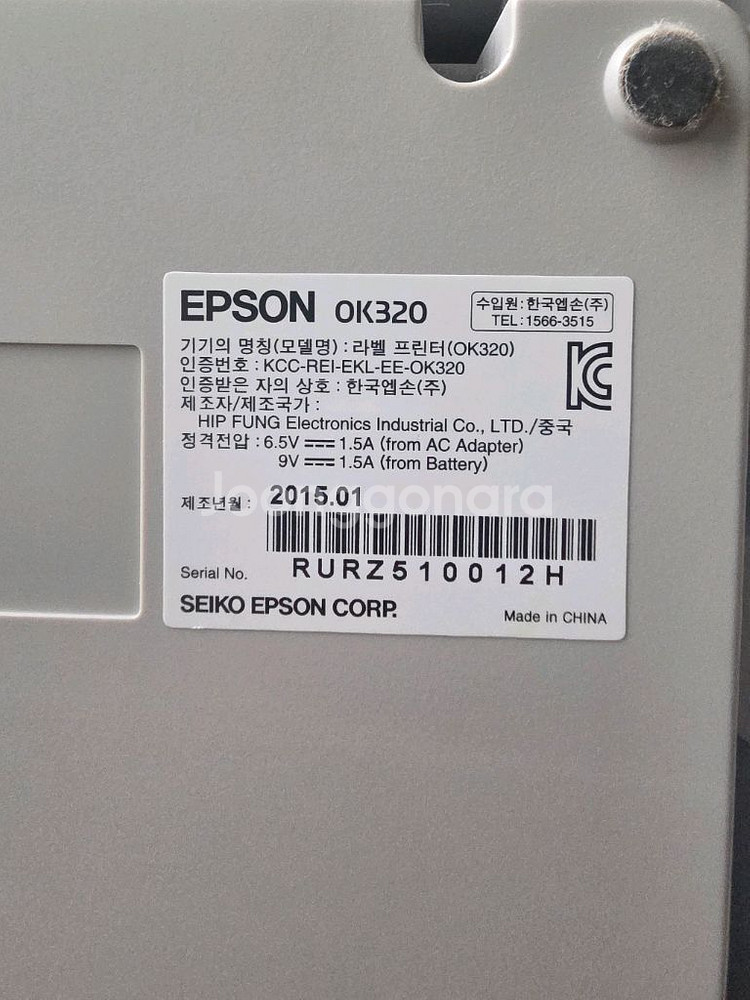 EPSON OK320
수입원:한국엡손(주)
TEL:1566-3515
기기의 명칭(모델명):라벨 프린터(OK320)
인증번호:KCC-REI-EKL-EE-OK320
인증받은 자의 상호:한국엡손(주)
제조자/제조국가:
HIP FUNG Electronics Industrial Co., LTD./중국
정격전압:6.5V ⎓ 1.5A (from AC Adapter)
9V ⎓ 1.5A (from Battery)
제조년월: 2015.01
Joonggonara
Serial No. RURZ510012H
SEIKO EPSON CORP.
Made in CHINA